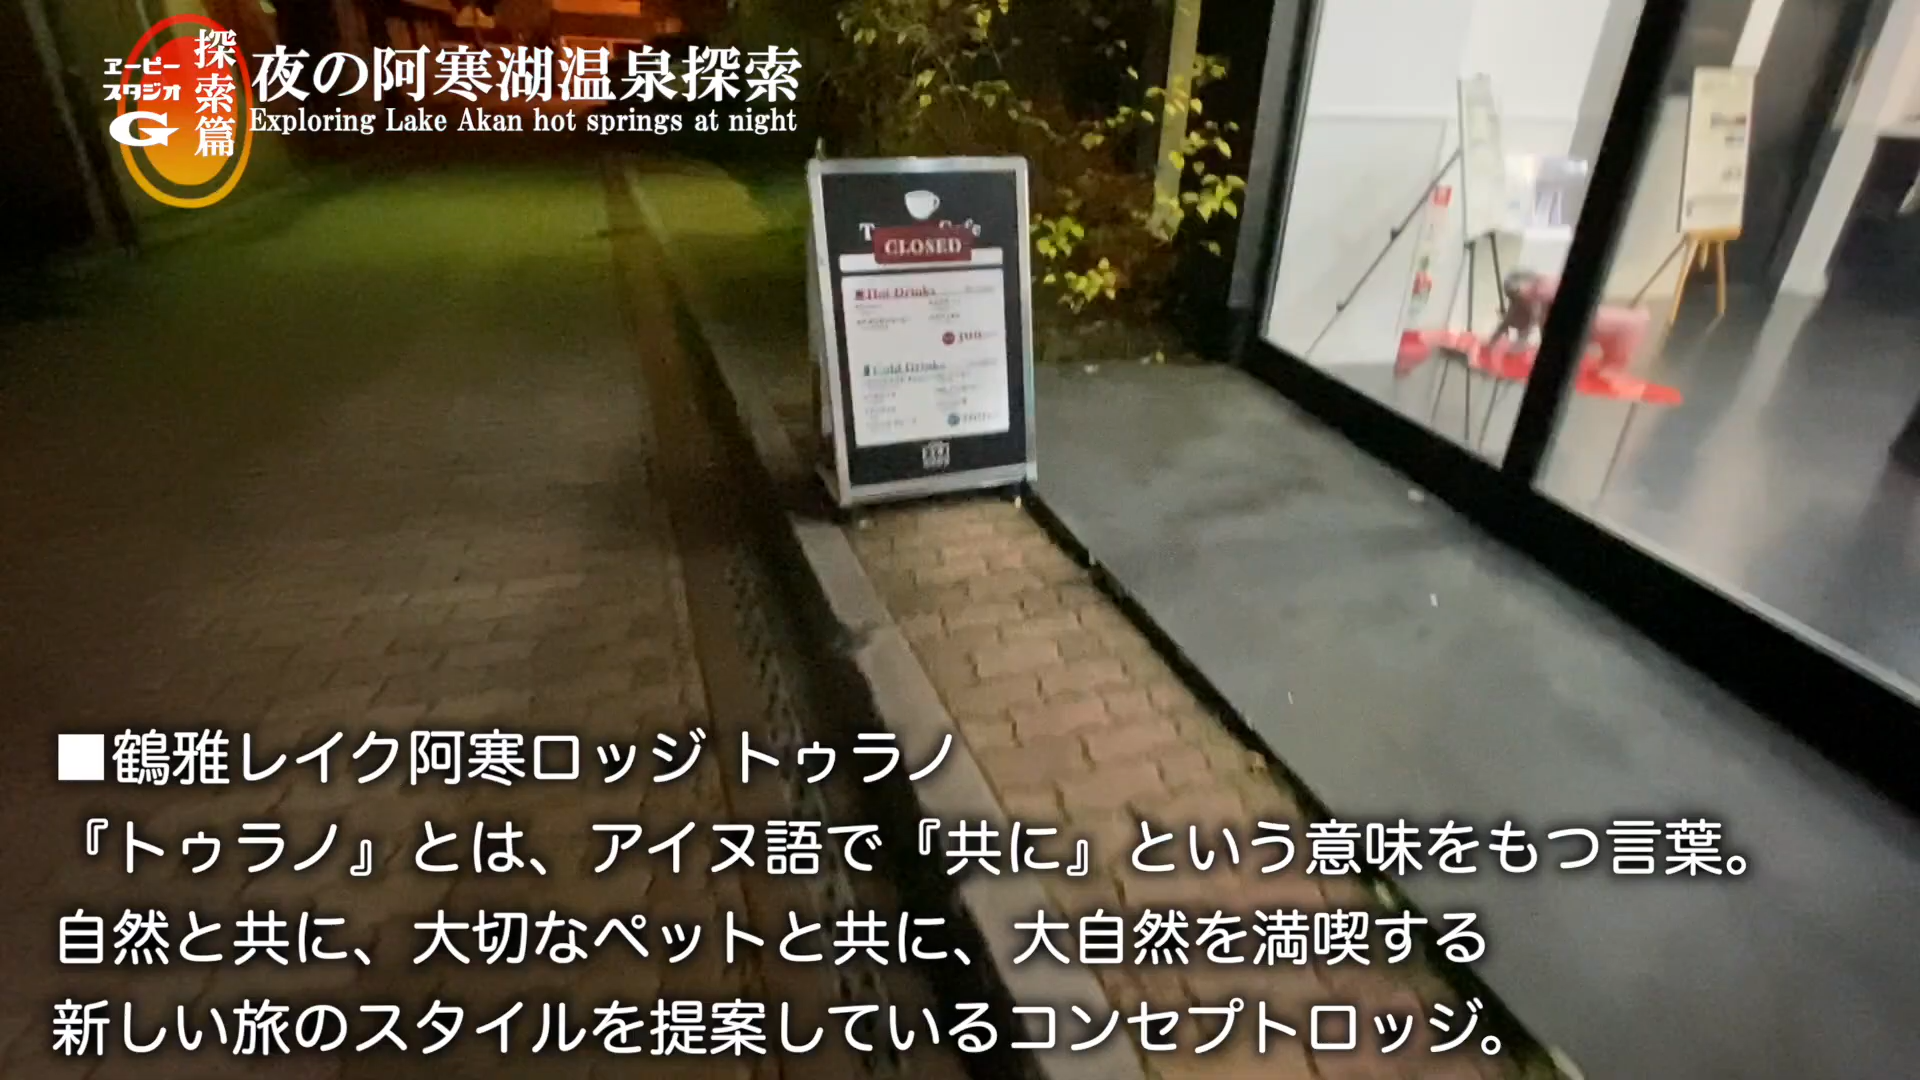 エーピー
スタジオ
G
探索篇
夜の阿寒湖温泉探索
Exploring Lake Akan hot springs at night
CLOSED
Hot Drinks
Cold Drinks
■鶴雅レイク阿寒ロッジ トゥラノ
『トゥラノ』とは、アイヌ語で『共に』という意味をもつ言葉。
自然と共に、大切なペットと共に、大自然を満喫する
新しい旅のスタイルを提案しているコンセプトロッジ。